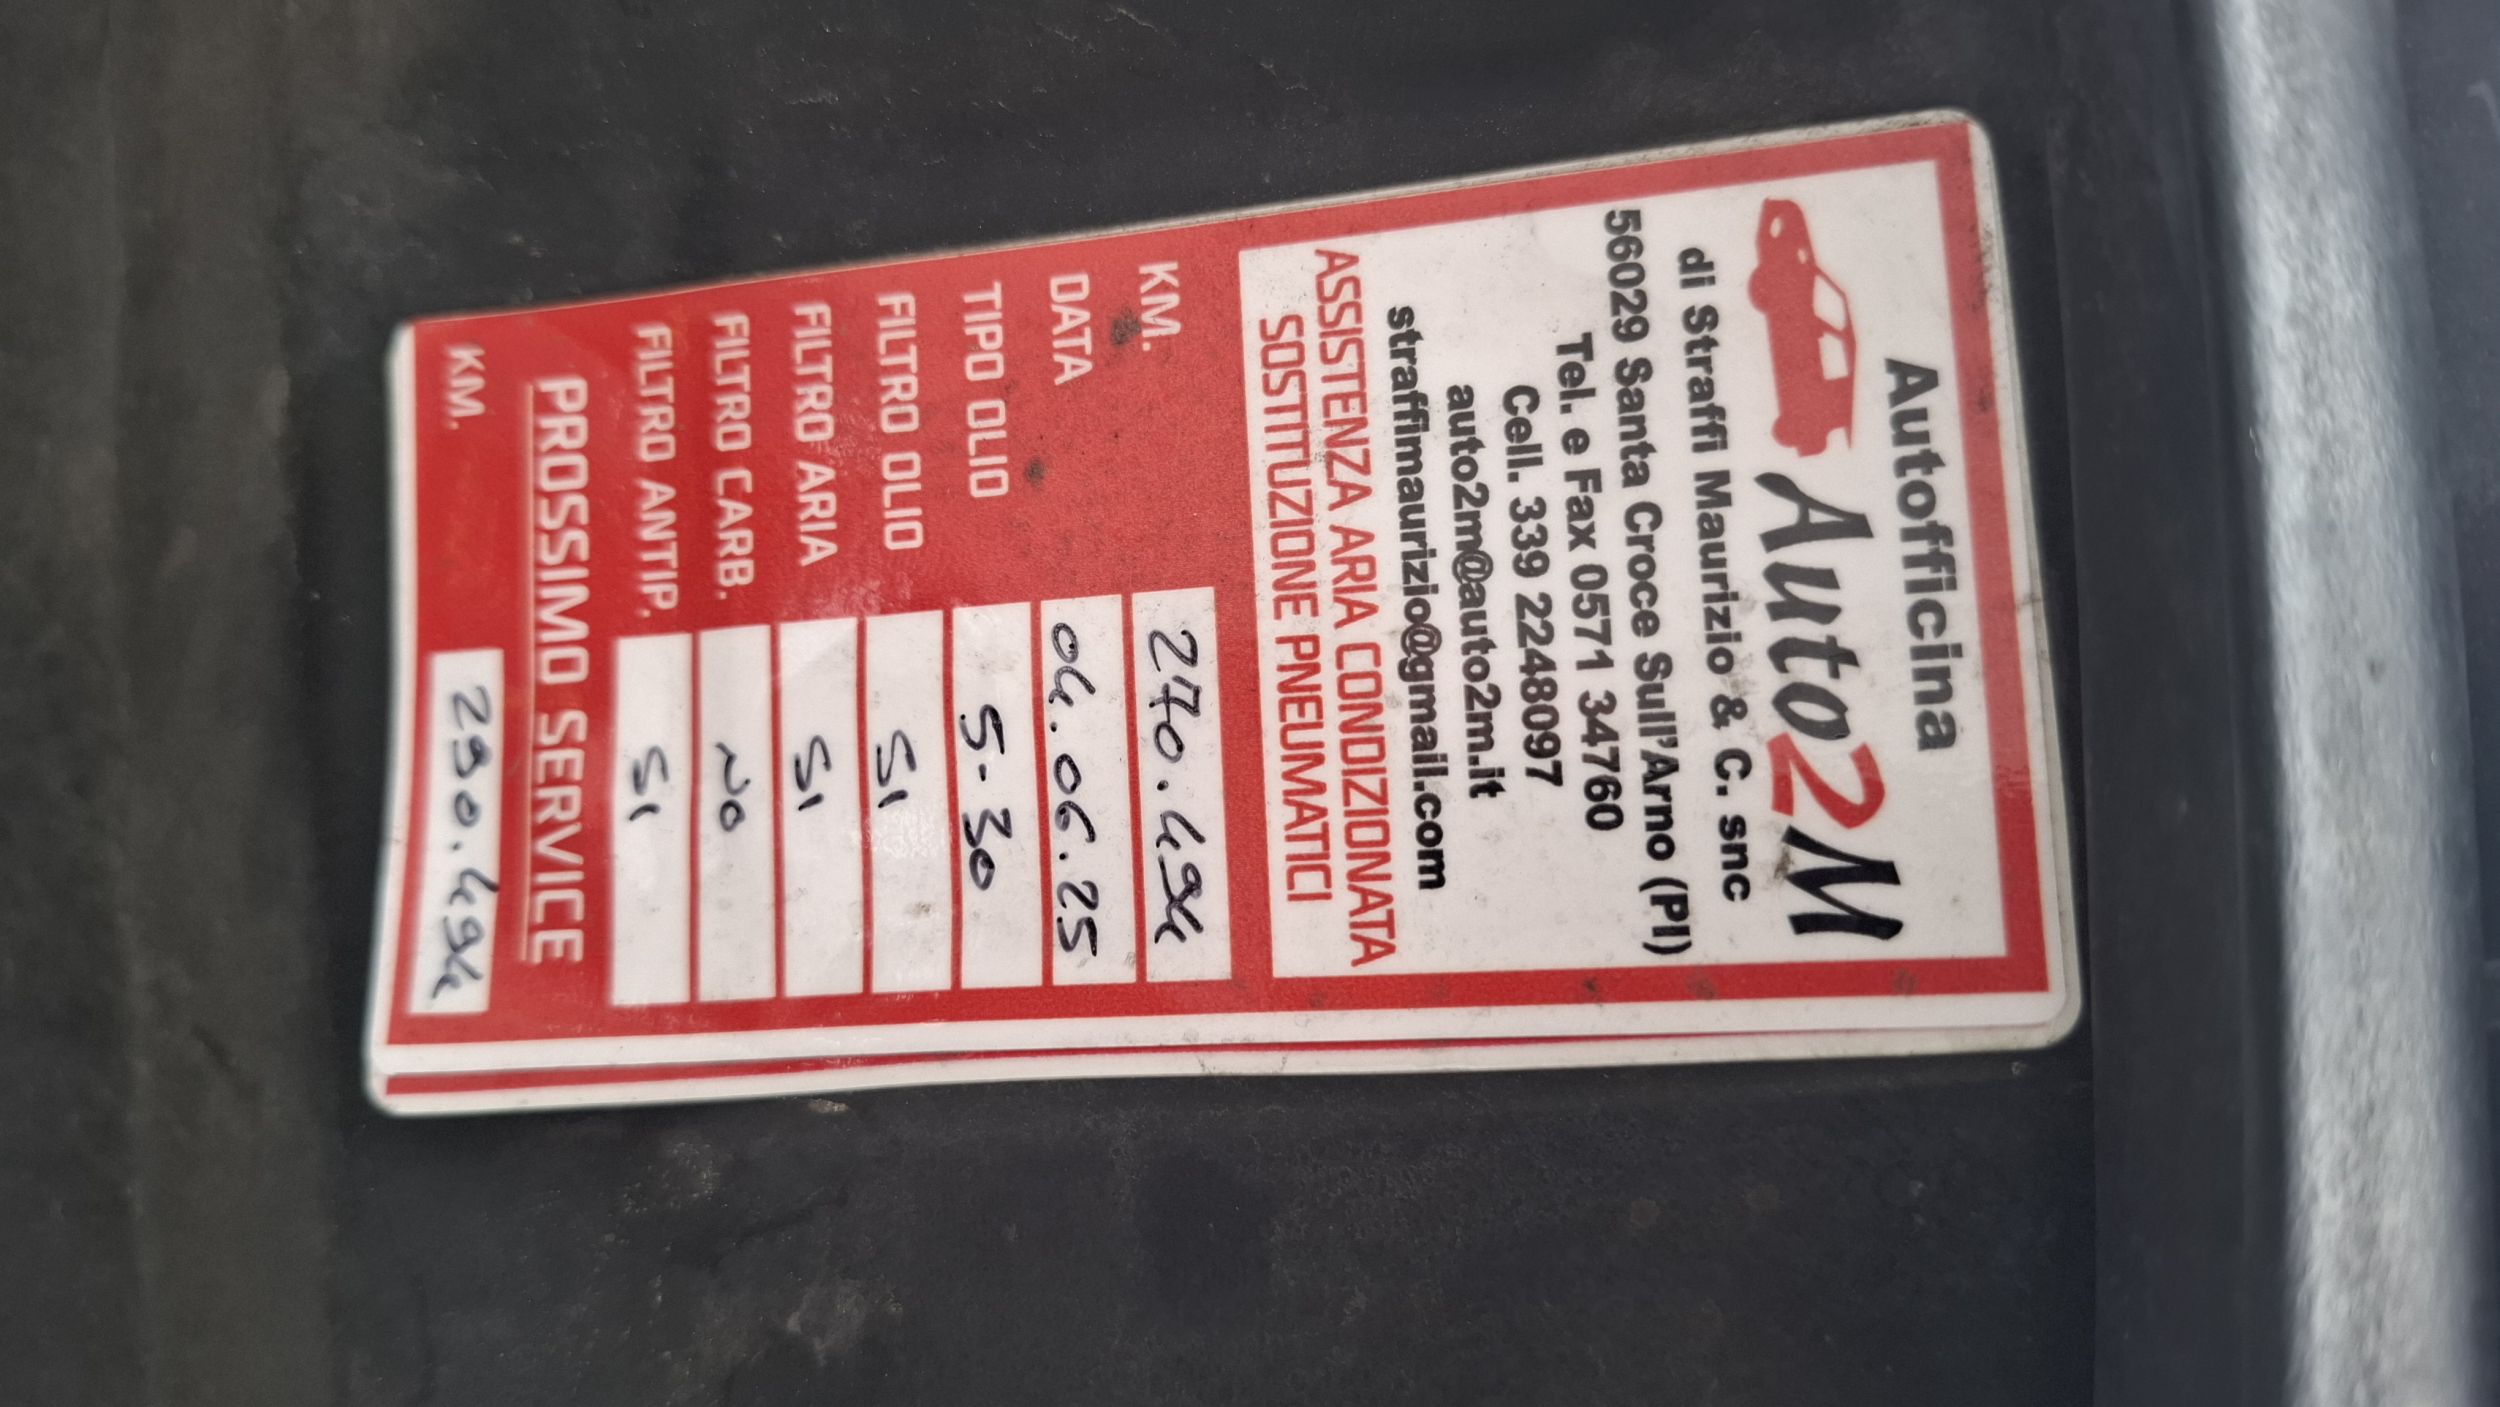 Autofficina
Auto2M
di Straffi Maurizio & C. snc
56029 Santa Croce Sull'Arno (PI)
Tel. e Fax 0571 34760
Cell. 339 2248097
auto2m@auto2m.it
straffimaurizio@gmail.com
ASSISTENZA ARIA CONDIZIONATA
SOSTITUZIONE PNEUMATICI
KM. 270.494
DATA 04.06.25
TIPO OLIO 5-30
FILTRO OLIO SI
FILTRO ARIA SI
FILTRO CARB. NO
FILTRO ANTIP. SI
PROSSIMO SERVICE
KM. 290.494